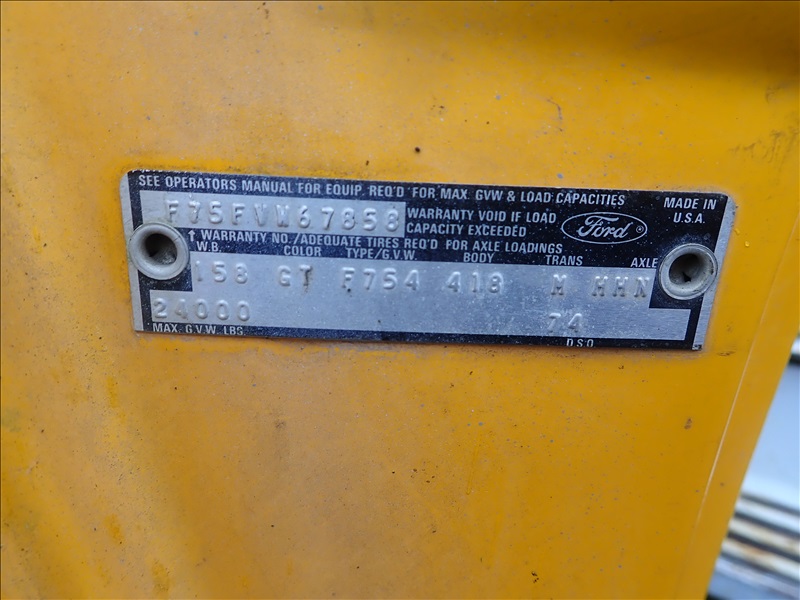 SEE OPERATORS MANUAL FOR EQUIP. REQ'D FOR MAX. GVW & LOAD CAPACITIES
MADE IN U.S.A.
F75FVW67858
WARRANTY VOID IF LOAD CAPACITY EXCEEDED
Ford ®
↑ WARRANTY NO./ADEQUATE TIRES REQ'D FOR AXLE LOADINGS
W.B. COLOR TYPE/G.V.W. BODY TRANS AXLE
158 GT F754 418 M HHN
24000 74
MAX. G.V.W. LBS. D.S.O.